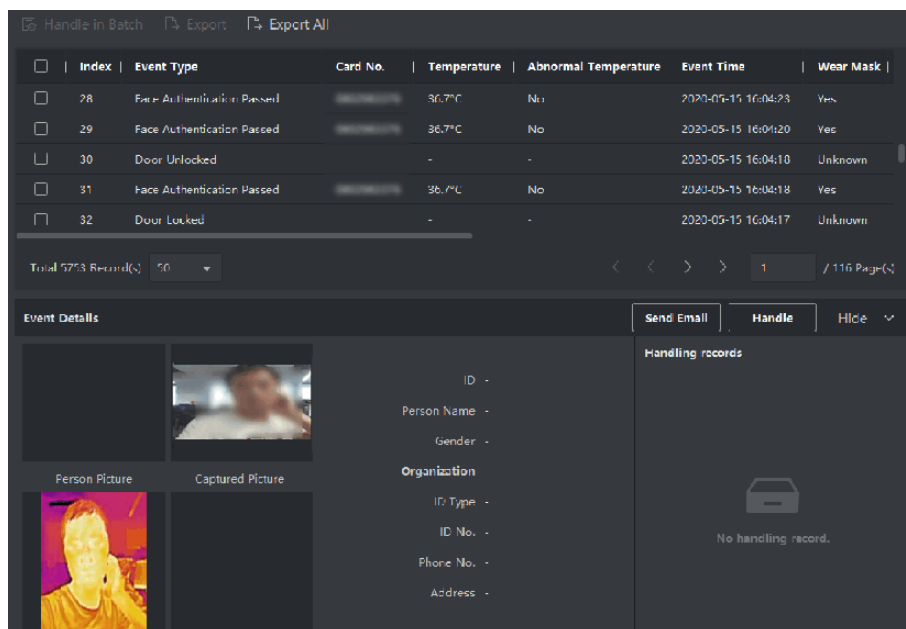 Handle in Batch Export Export All
Index Event Type Card No. Temperature Abnormal Temperature Event Time Wear Mask
28 Face Authentication Passed 36.7°C No 2020-05-15 16:04:23 Yes
29 Face Authentication Passed 36.7°C No 2020-05-15 16:04:20 Yes
30 Door Unlocked - - 2020-05-15 16:04:18 Unknown
31 Face Authentication Passed 36.7°C No 2020-05-15 16:04:18 Yes
32 Door Locked - - 2020-05-15 16:04:17 Unknown
Total 5753 Record(s) 50 1 / 116 Page(s)
Event Details Send Email Handle Hide
Handling records
ID -
Person Name -
Gender -
Organization
Person Picture Captured Picture
ID Type -
ID No. -
No handling record.
Phone No. -
Address -